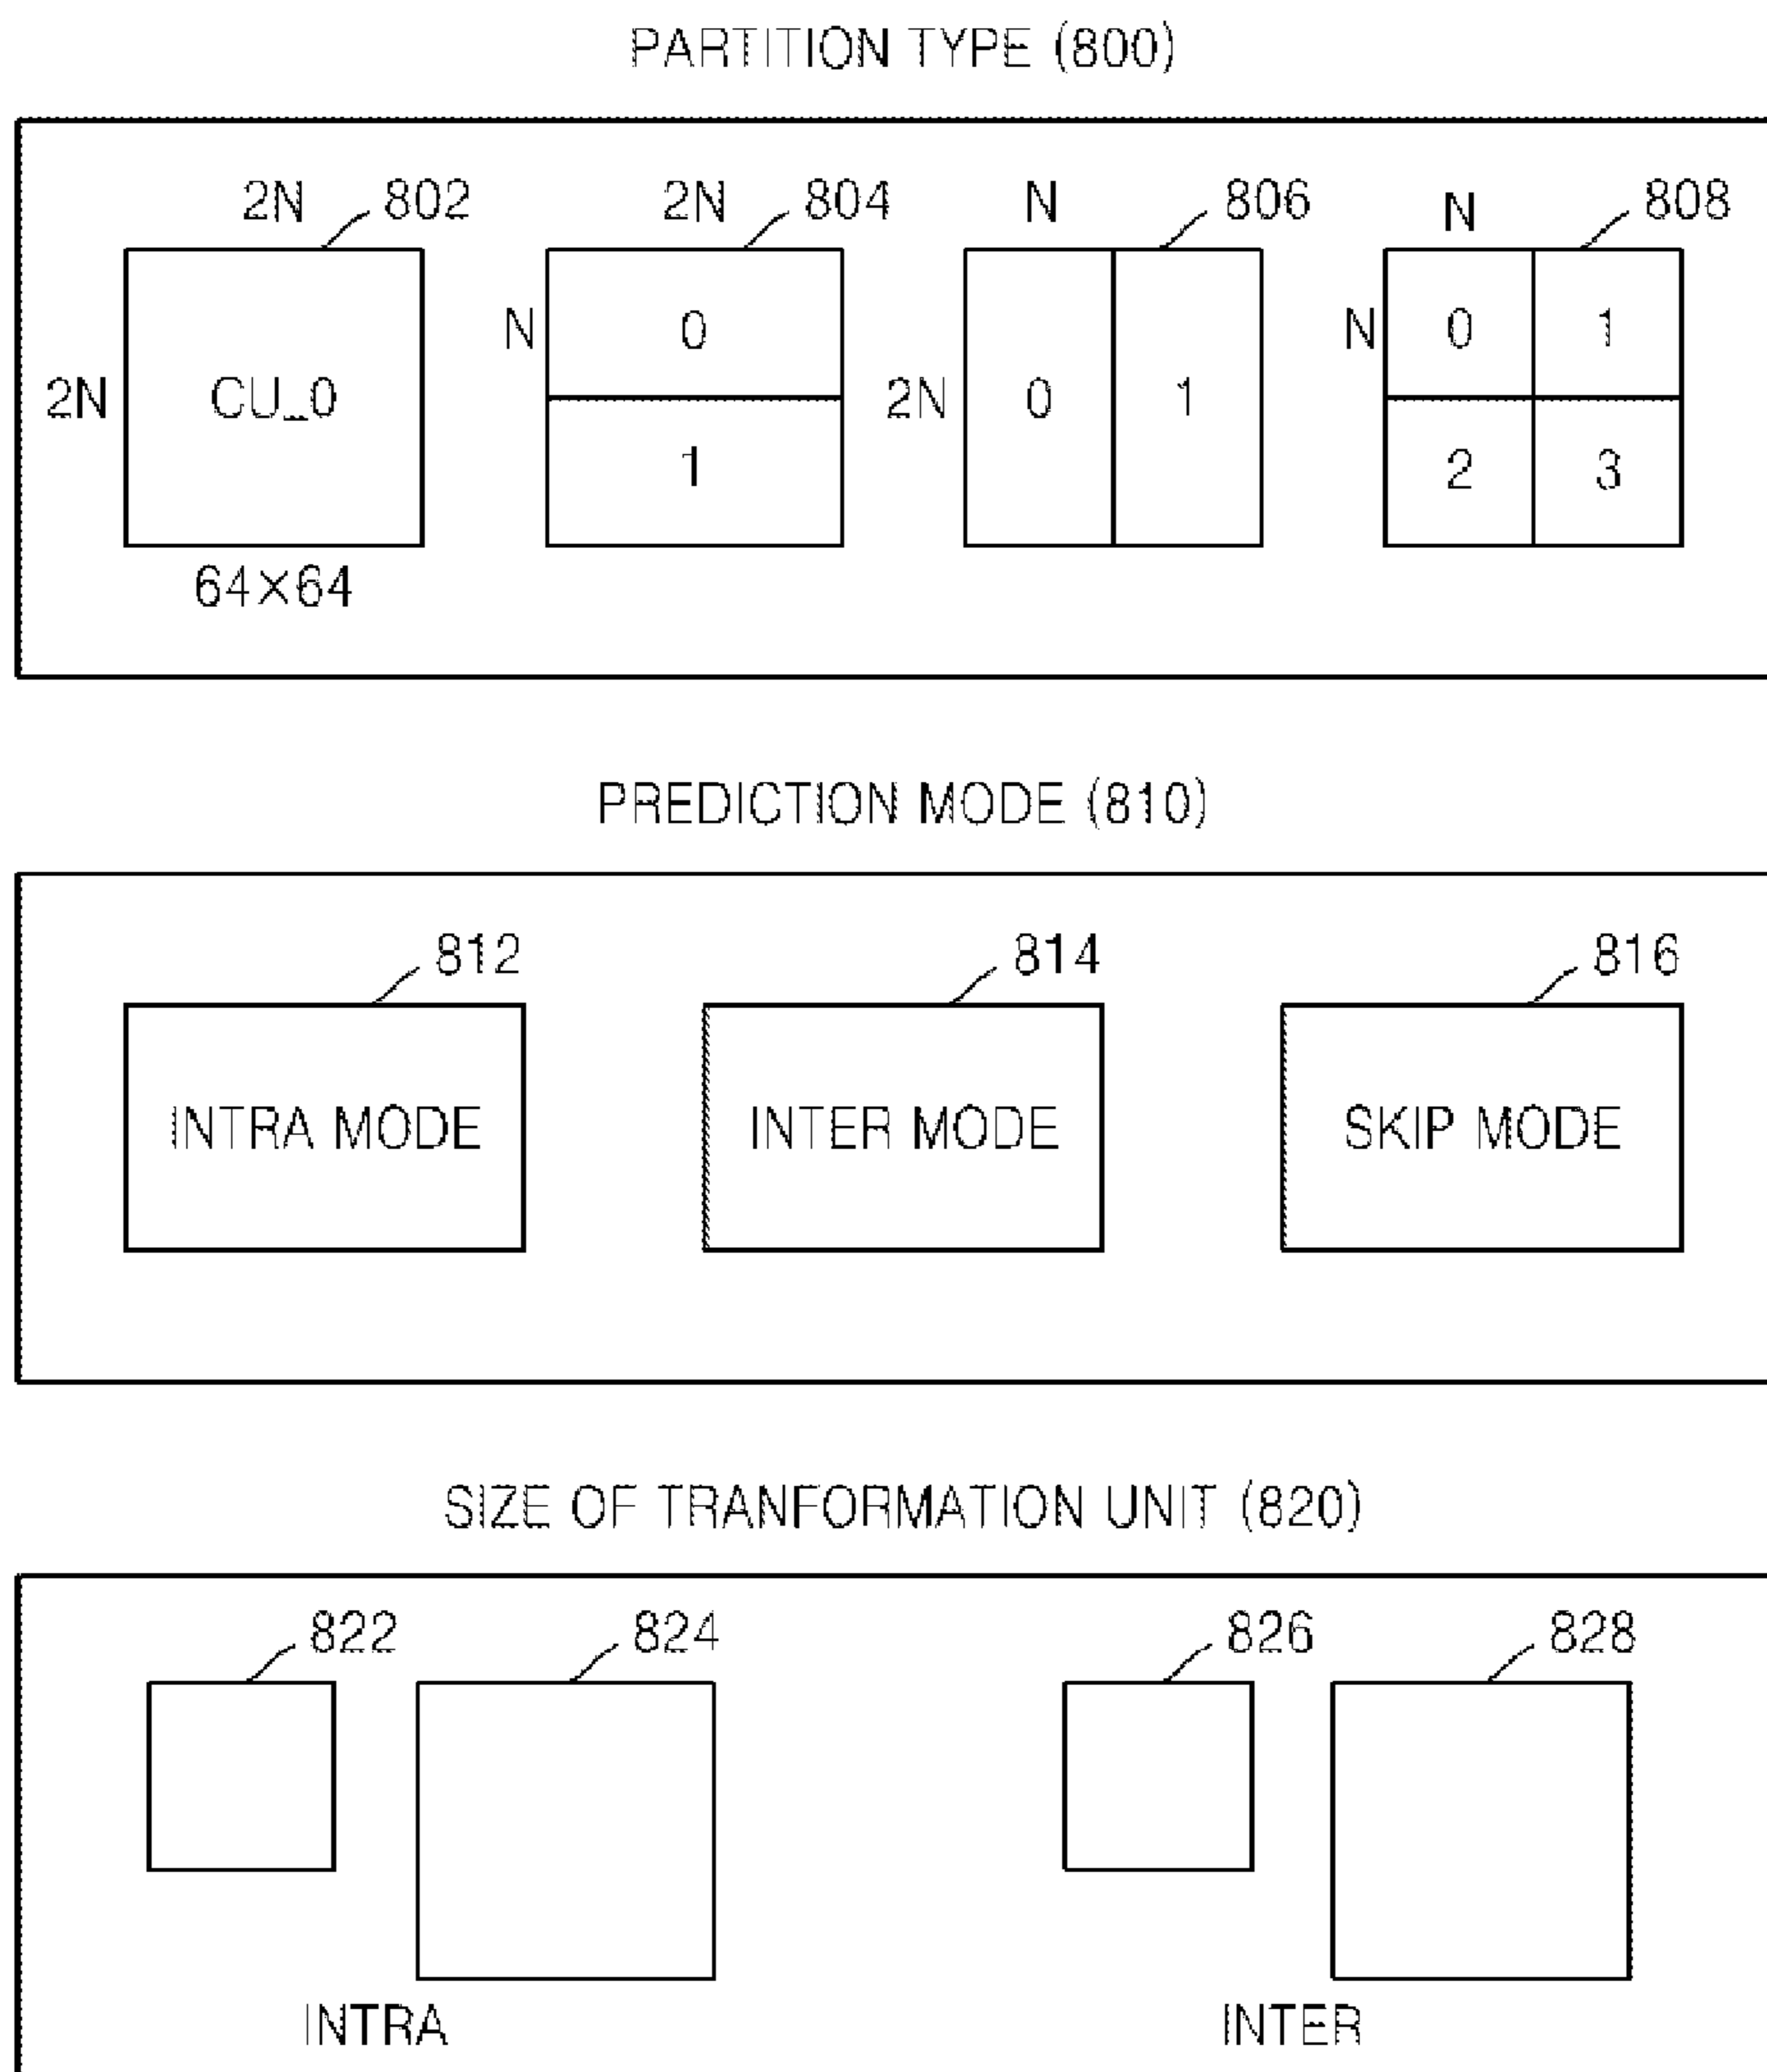 PARTITION TYPE (800)
2N 802 2N 804 N 806 N 808
N 0 N 0 1
2N CU_0 2N 0 1
1 2 3
64×64
PREDICTION MODE (810)
812 814 816
INTRA MODE INTER MODE SKIP MODE
SIZE OF TRANFORMATION UNIT (820)
822 824 826 828
INTRA INTER